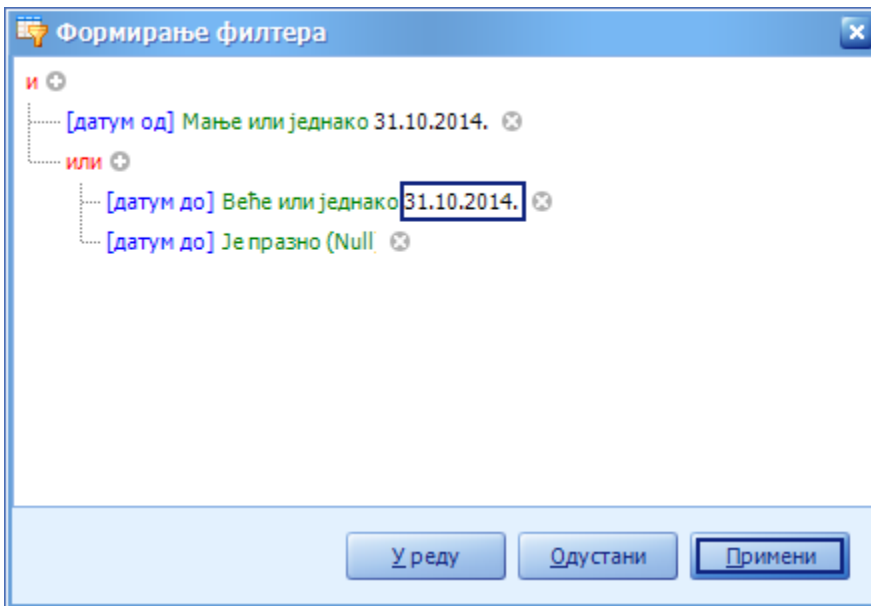 Формирање филтера
и
[датум од] Мање или једнако 31.10.2014.
или
[датум до] Веће или једнако 31.10.2014.
[датум до] Је празно (Null
У реду Одустани Примени